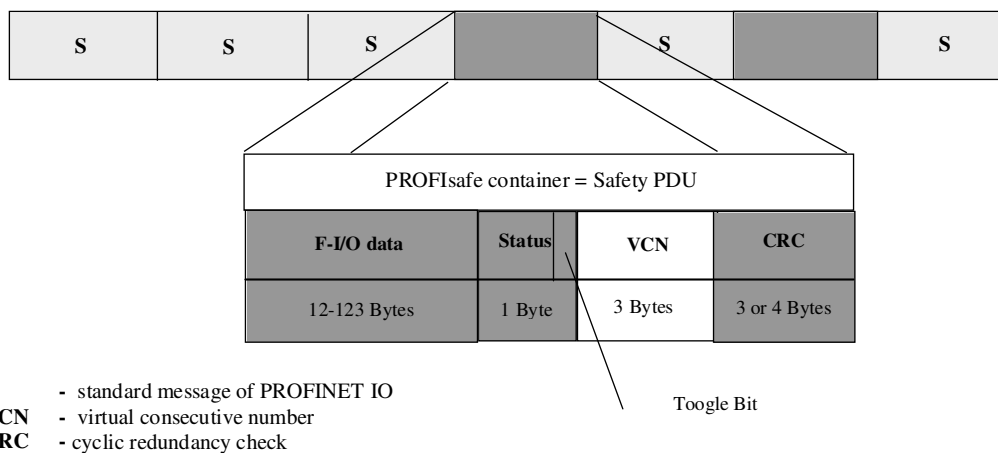 S S S S S
PROFIsafe container = Safety PDU
F-I/O data Status VCN CRC
12-123 Bytes 1 Byte 3 Bytes 3 or 4 Bytes
Toogle Bit
- standard message of PROFINET IO
CN - virtual consecutive number
RC - cyclic redundancy check